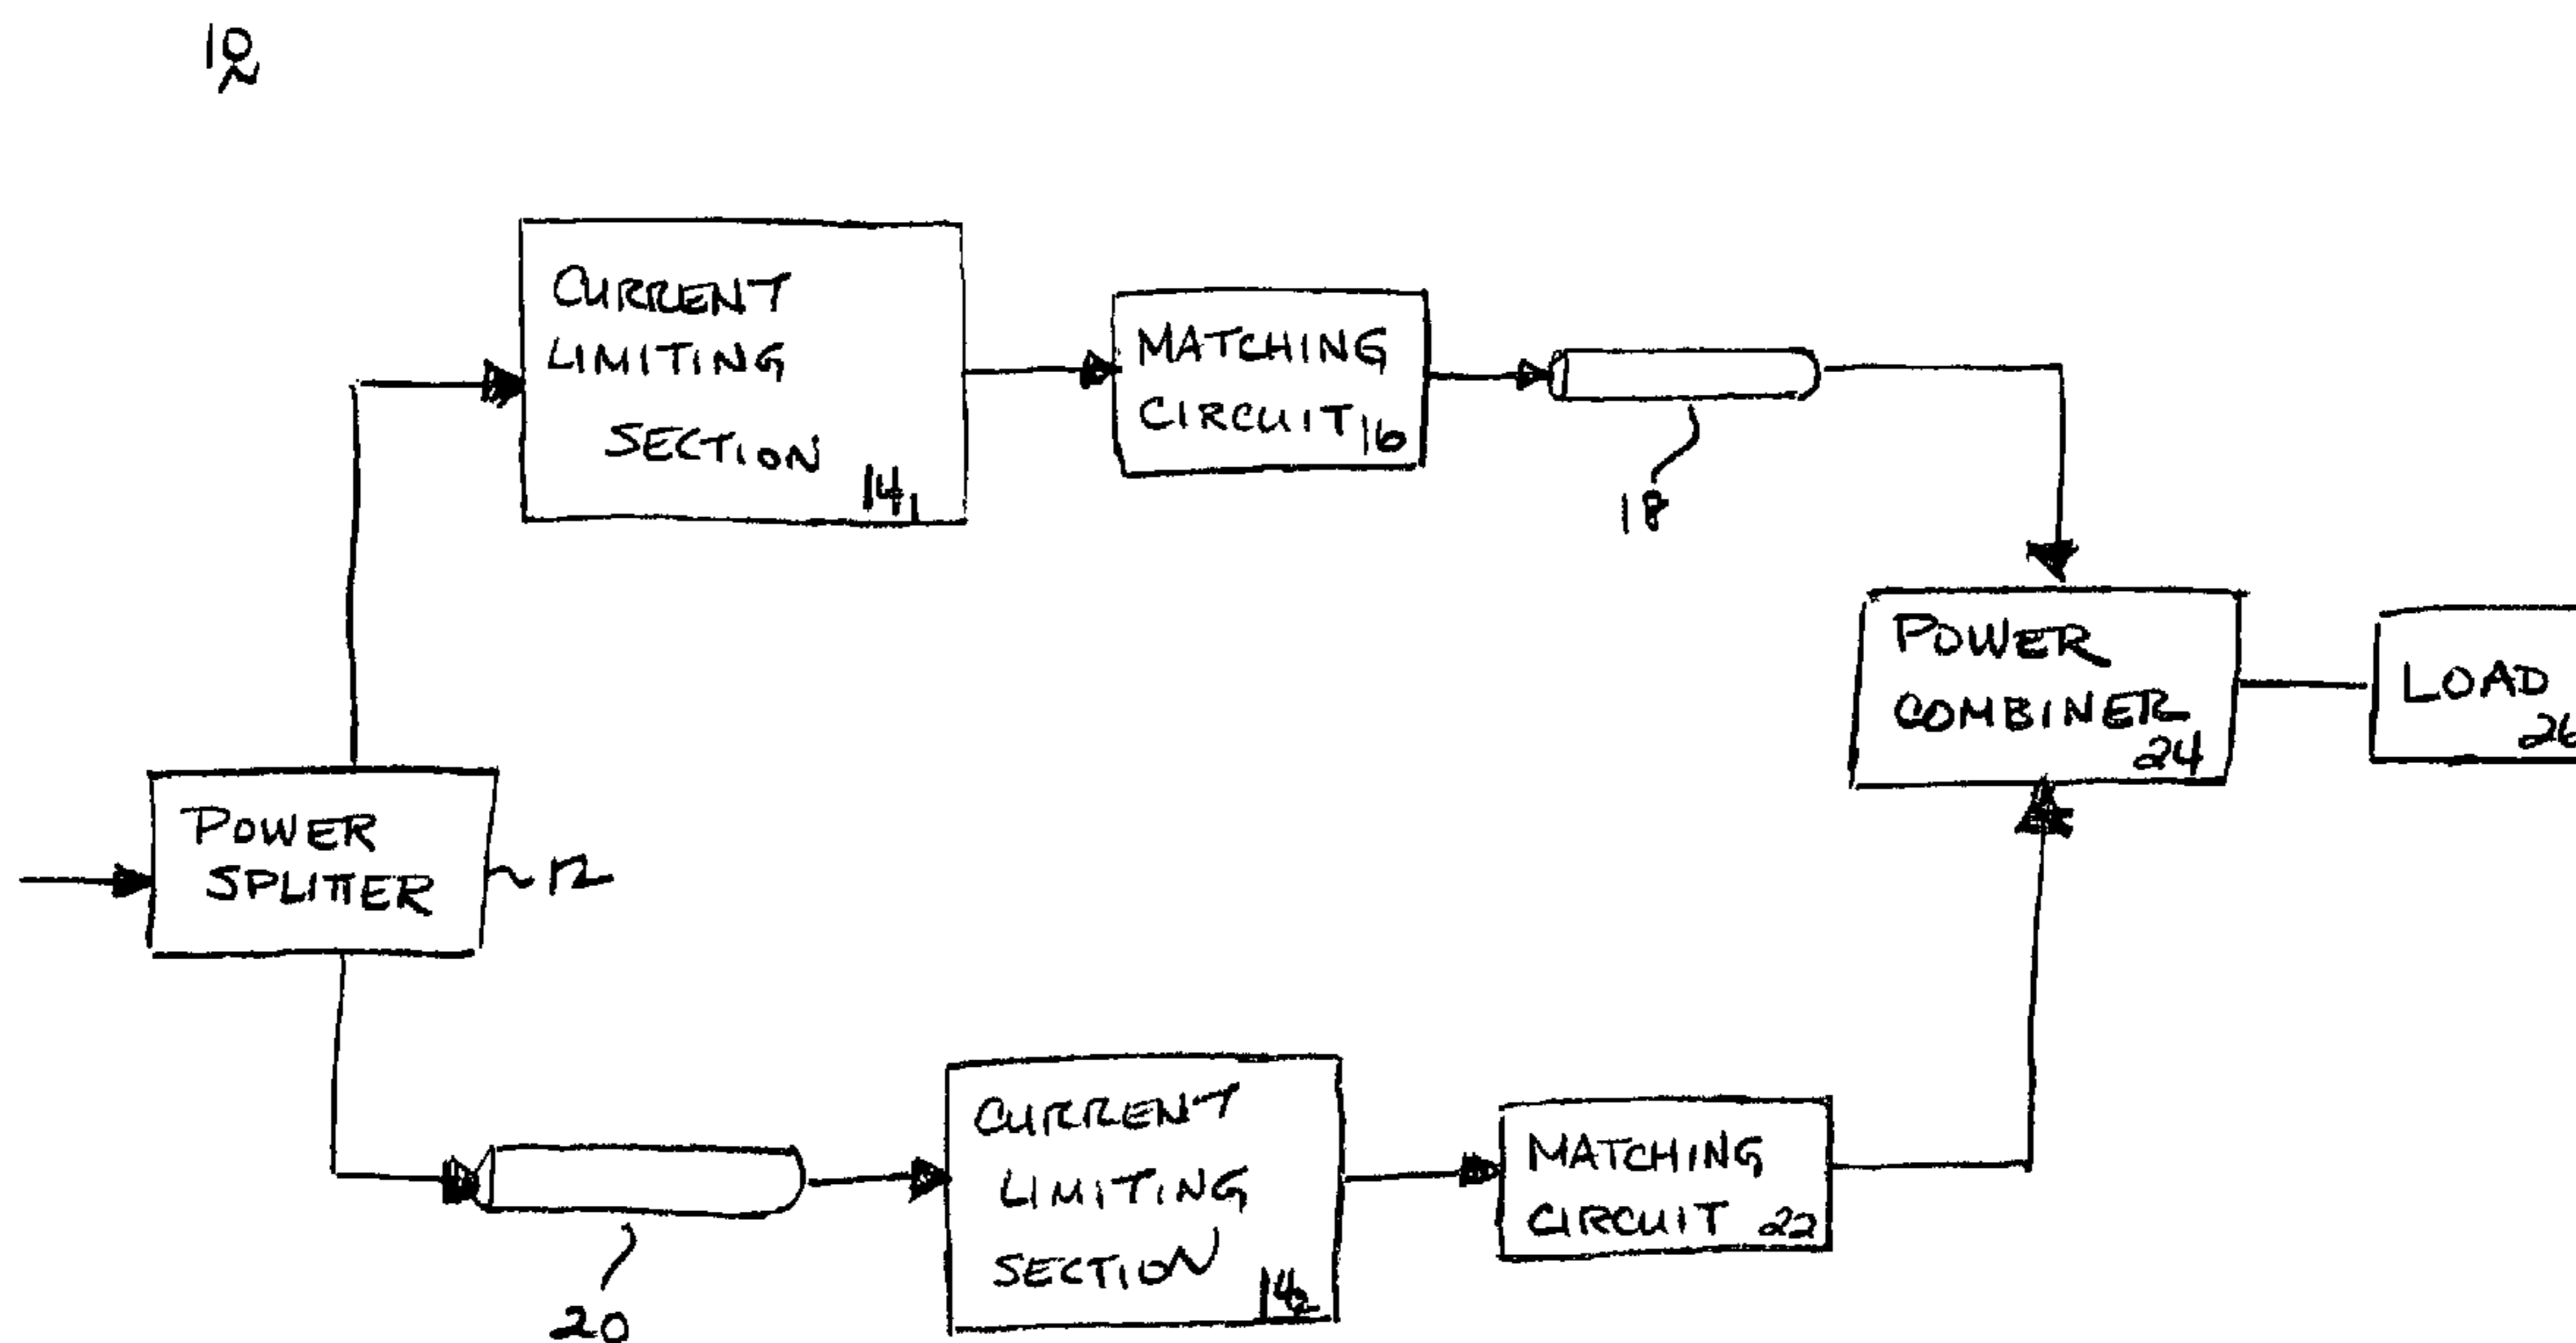 10
CURRENT
LIMITING
SECTION
14₁
MATCHING
CIRCUIT 16
18
POWER
COMBINER
24
LOAD
26
POWER
SPLITTER
12
20
CURRENT
LIMITING
SECTION
14₂
MATCHING
CIRCUIT 22